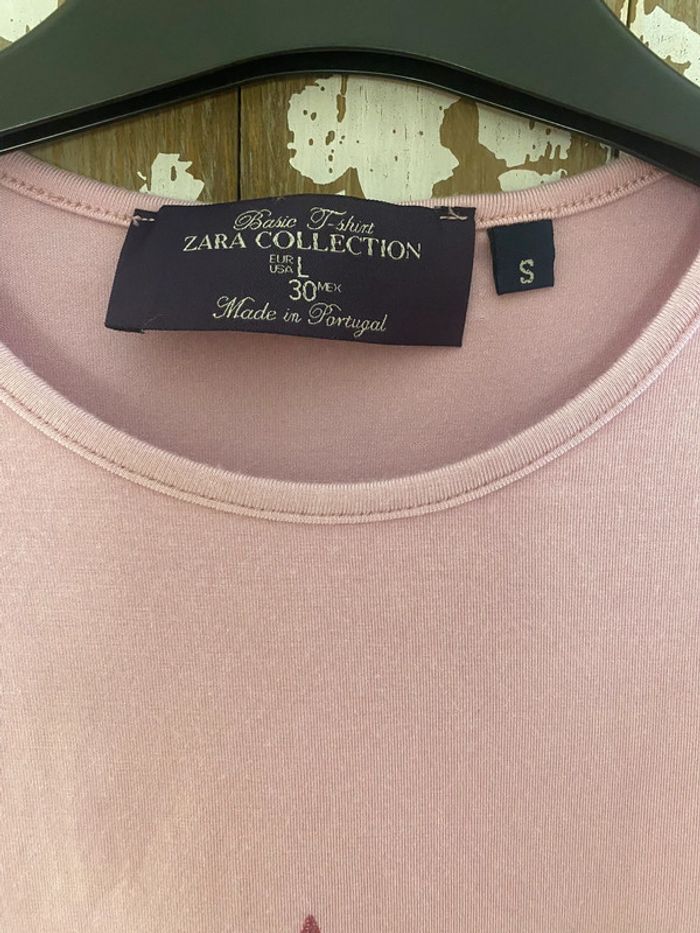 Basic T-shirt
ZARA COLLECTION
EUR
USA L
30 MEX
Made in Portugal
S